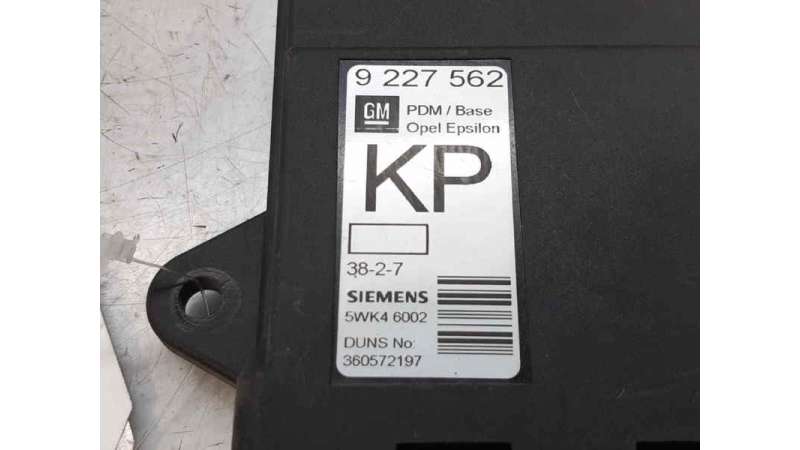 9 227 562
GM
PDM / Base
Opel Epsilon
KP
38-2-7
SIEMENS
5WK4 6002
DUNS No:
360572197